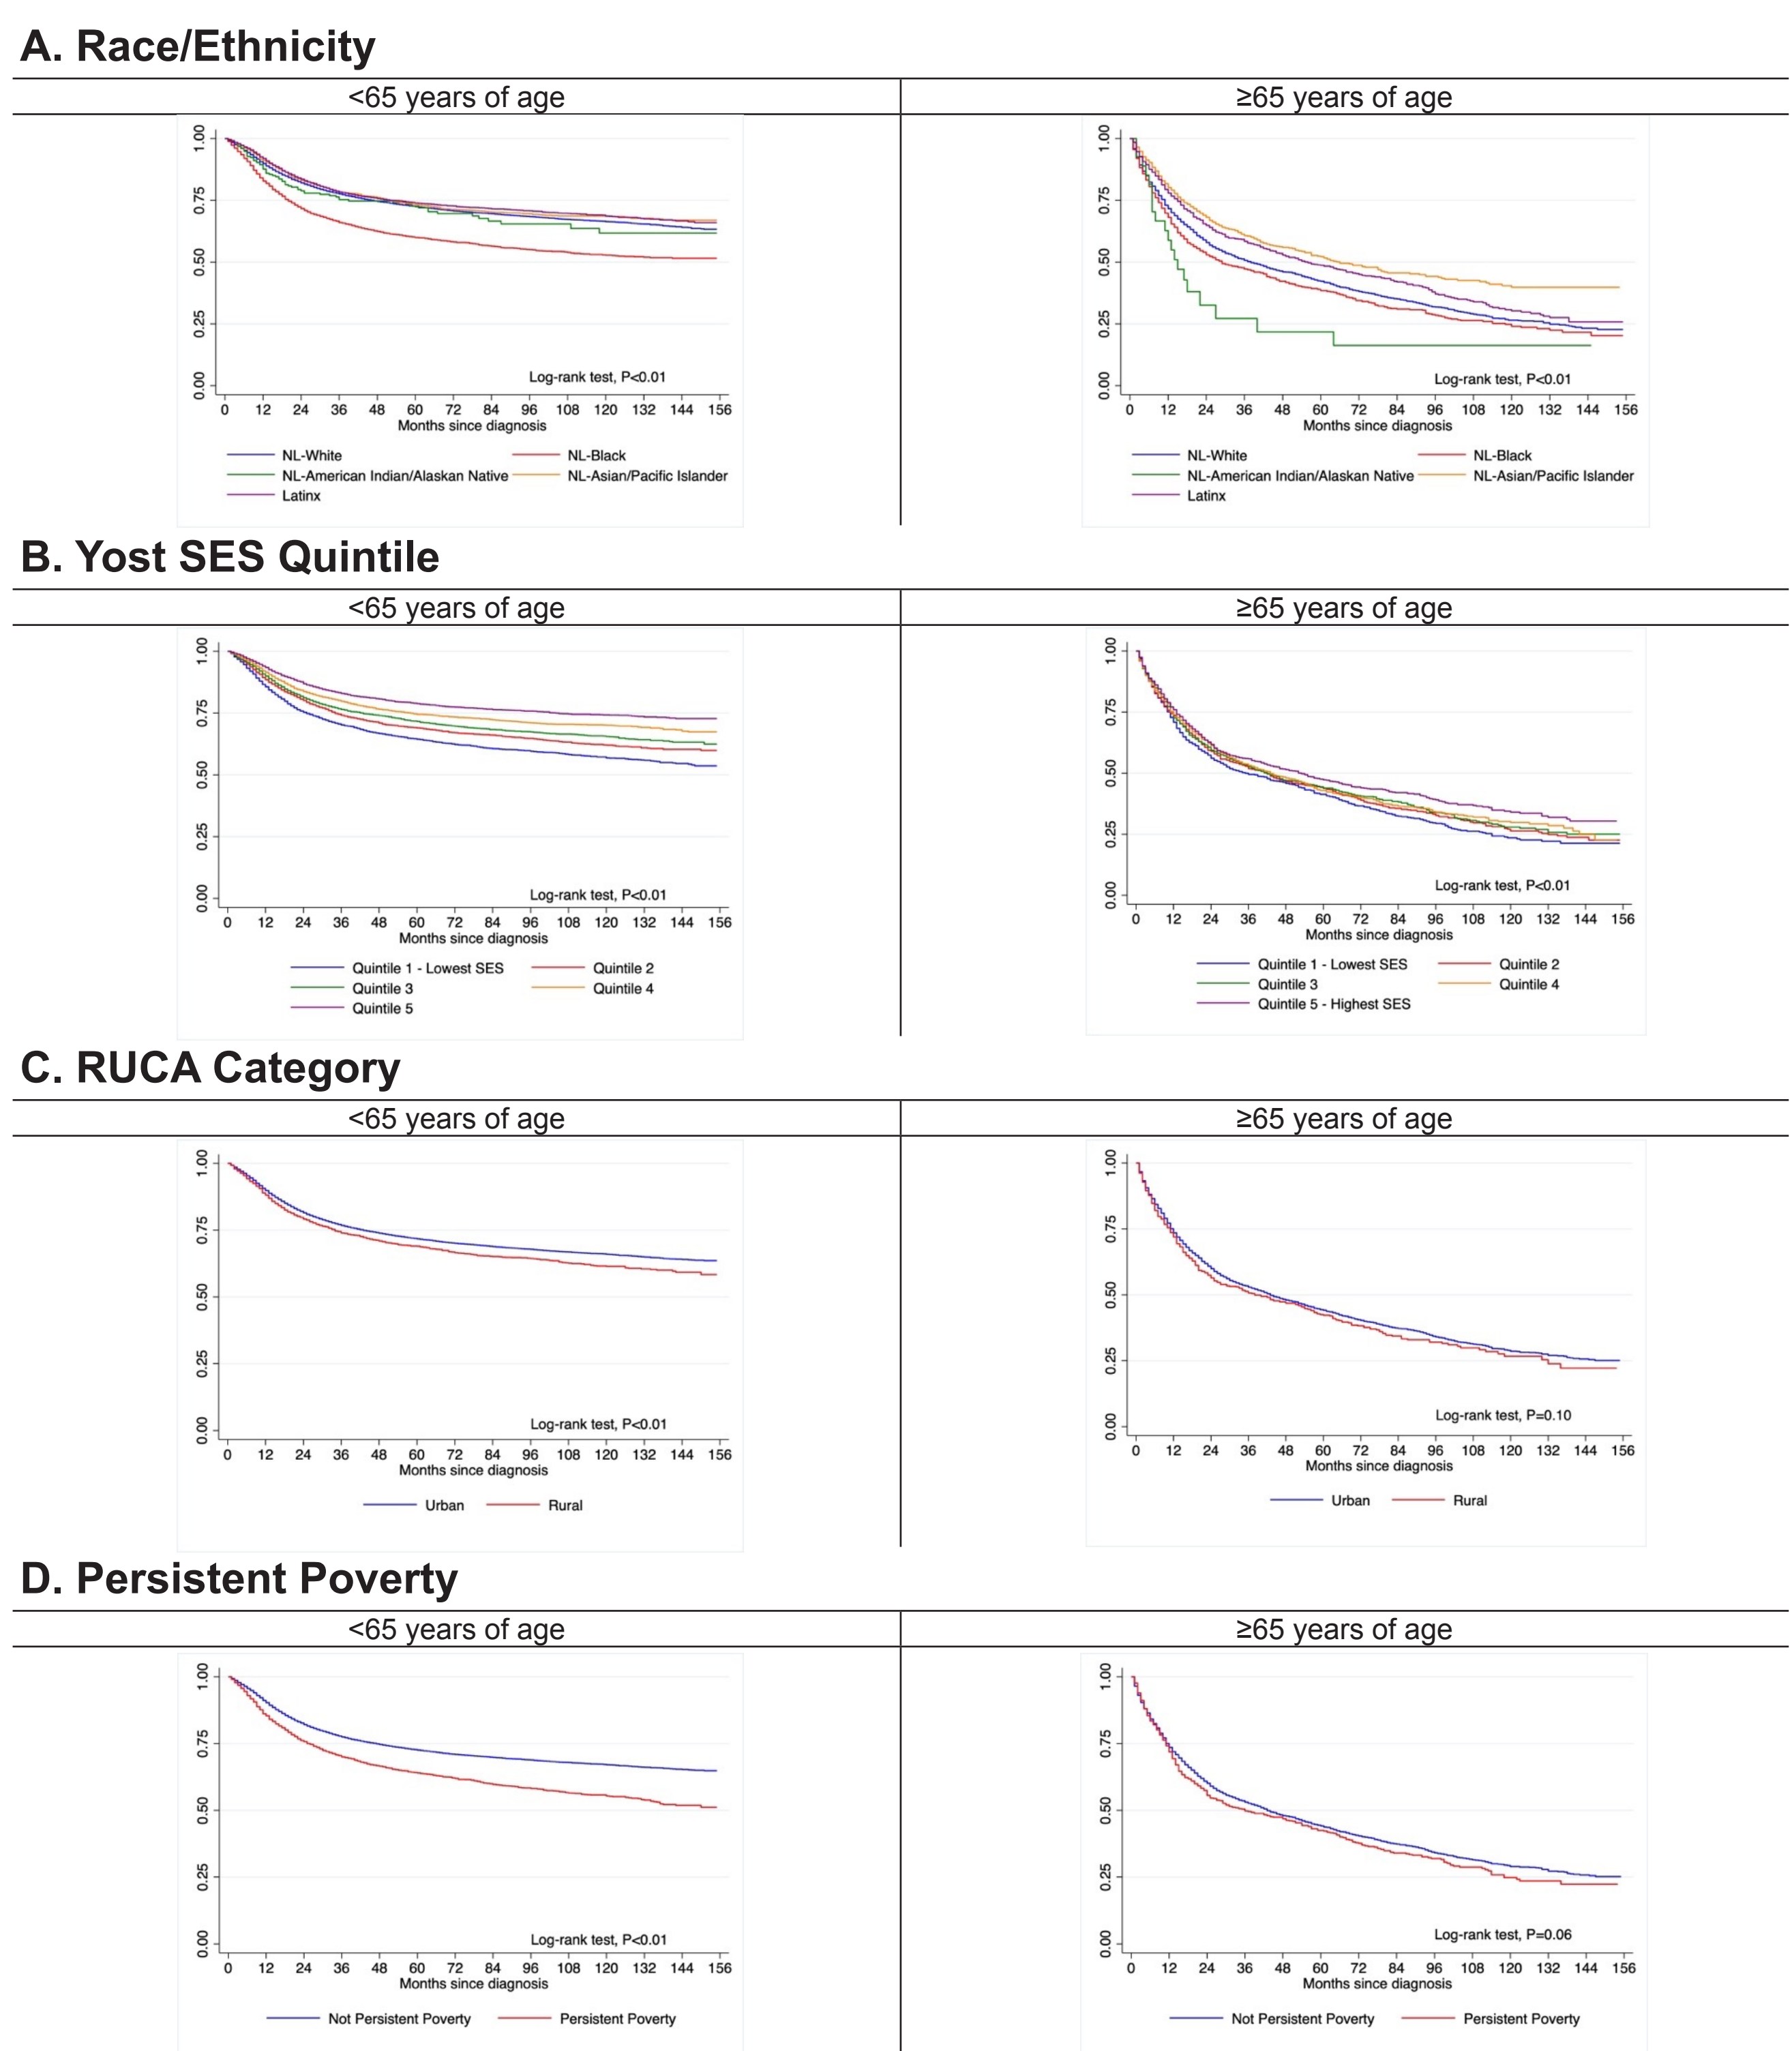 A. Race/Ethnicity
<65 years of age
≥65 years of age
1.00
0.75
0.50
0.25
0.00
Log-rank test, P<0.01
0 12 24 36 48 60 72 84 96 108 120 132 144 156
Months since diagnosis
NL-White NL-Black
NL-American Indian/Alaskan Native NL-Asian/Pacific Islander
Latinx
1.00
0.75
0.50
0.25
0.00
Log-rank test, P<0.01
0 12 24 36 48 60 72 84 96 108 120 132 144 156
Months since diagnosis
NL-White NL-Black
NL-American Indian/Alaskan Native NL-Asian/Pacific Islander
Latinx
B. Yost SES Quintile
<65 years of age
≥65 years of age
1.00
0.75
0.50
0.25
0.00
Log-rank test, P<0.01
0 12 24 36 48 60 72 84 96 108 120 132 144 156
Months since diagnosis
Quintile 1 - Lowest SES Quintile 2
Quintile 3 Quintile 4
Quintile 5
1.00
0.75
0.50
0.25
0.00
Log-rank test, P<0.01
0 12 24 36 48 60 72 84 96 108 120 132 144 156
Months since diagnosis
Quintile 1 - Lowest SES Quintile 2
Quintile 3 Quintile 4
Quintile 5 - Highest SES
C. RUCA Category
<65 years of age
≥65 years of age
1.00
0.75
0.50
0.25
0.00
Log-rank test, P<0.01
0 12 24 36 48 60 72 84 96 108 120 132 144 156
Months since diagnosis
Urban Rural
1.00
0.75
0.50
0.25
0.00
Log-rank test, P=0.10
0 12 24 36 48 60 72 84 96 108 120 132 144 156
Months since diagnosis
Urban Rural
D. Persistent Poverty
<65 years of age
≥65 years of age
1.00
0.75
0.50
0.25
0.00
Log-rank test, P<0.01
0 12 24 36 48 60 72 84 96 108 120 132 144 156
Months since diagnosis
Not Persistent Poverty Persistent Poverty
1.00
0.75
0.50
0.25
0.00
Log-rank test, P=0.06
0 12 24 36 48 60 72 84 96 108 120 132 144 156
Months since diagnosis
Not Persistent Poverty Persistent Poverty